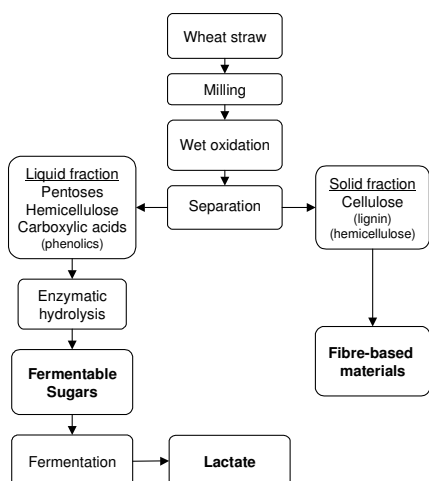 Wheat straw
Milling
Wet oxidation
Separation
Liquid fraction
Pentoses
Hemicellulose
Carboxylic acids
(phenolics)
Solid fraction
Cellulose
(lignin)
(hemicellulose)
Enzymatic
hydrolysis
Fermentable
Sugars
Fibre-based
materials
Fermentation
Lactate